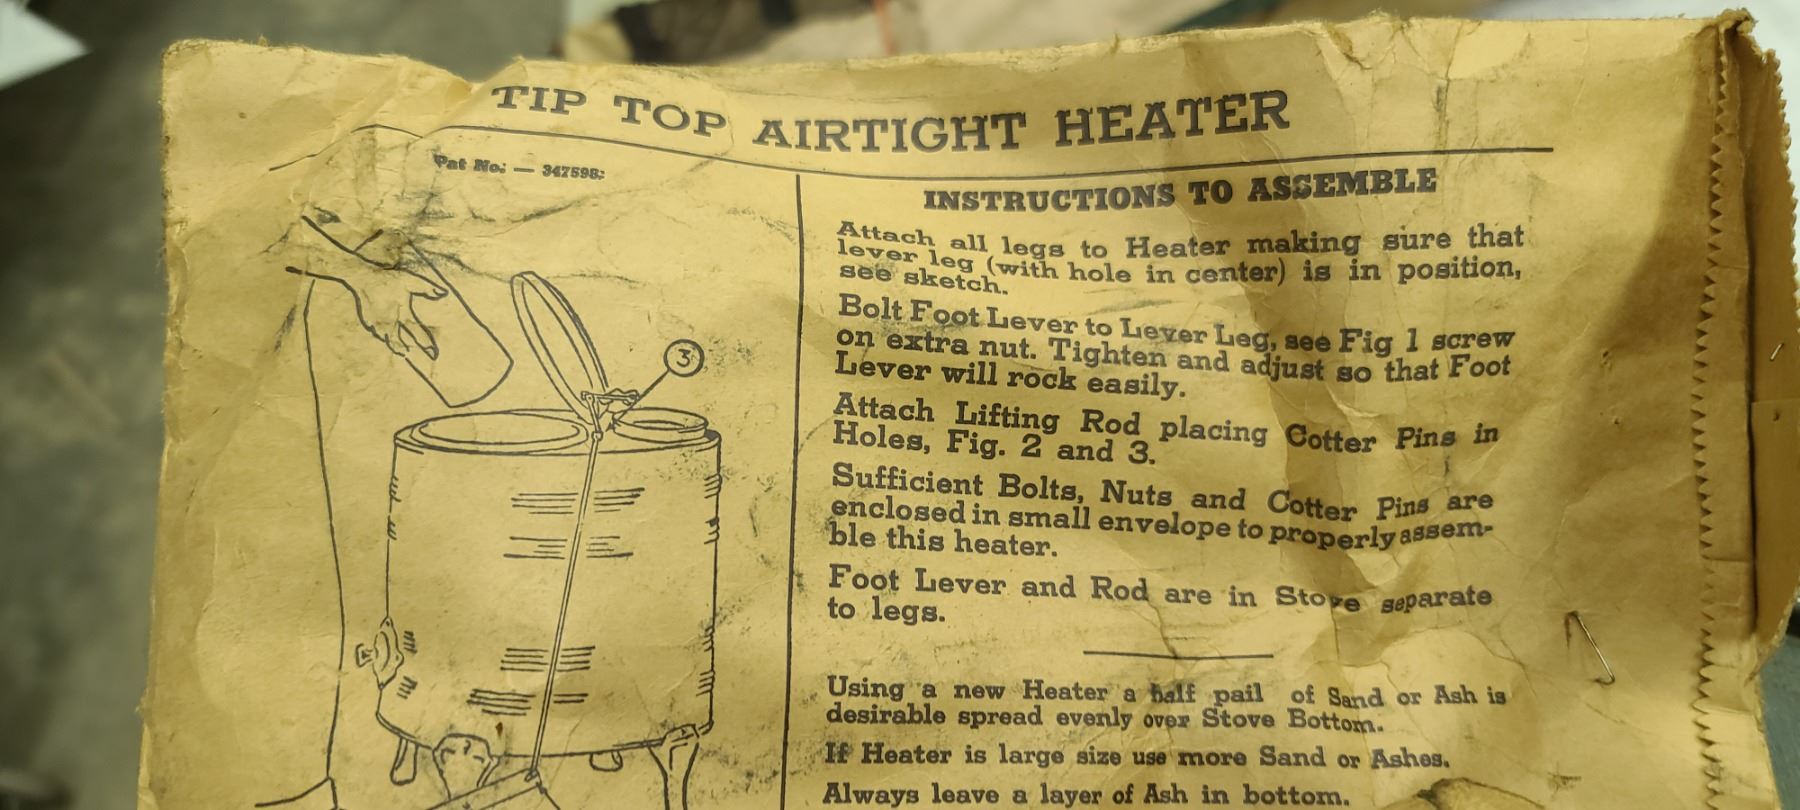 TIP TOP AIRTIGHT HEATER
Pat No: — 347598:
3
INSTRUCTIONS TO ASSEMBLE
Attach all legs to Heater making sure that
lever leg (with hole in center) is in position,
see sketch.
Bolt Foot Lever to Lever Leg, see Fig 1 screw
on extra nut. Tighten and adjust so that Foot
Lever will rock easily.
Attach Lifting Rod placing Cotter Pins in
Holes, Fig. 2 and 3.
Sufficient Bolts, Nuts and Cotter Pins are
enclosed in small envelope to properly assem-
ble this heater.
Foot Lever and Rod are in Stove separate
to legs.
Using a new Heater a half pail of Sand or Ash is
desirable spread evenly over Stove Bottom.
If Heater is large size use more Sand or Ashes.
Always leave a layer of Ash in bottom.